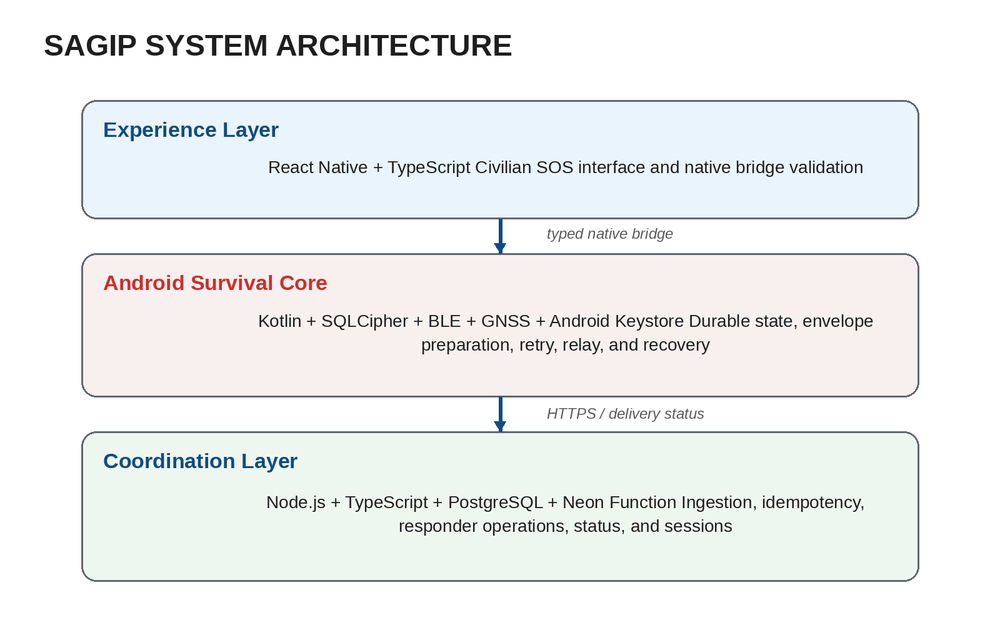 SAGIP SYSTEM ARCHITECTURE
Experience Layer
React Native + TypeScript Civilian SOS interface and native bridge validation
typed native bridge
Android Survival Core
Kotlin + SQLCipher + BLE + GNSS + Android Keystore Durable state, envelope
preparation, retry, relay, and recovery
HTTPS / delivery status
Coordination Layer
Node.js + TypeScript + PostgreSQL + Neon Function Ingestion, idempotency,
responder operations, status, and sessions